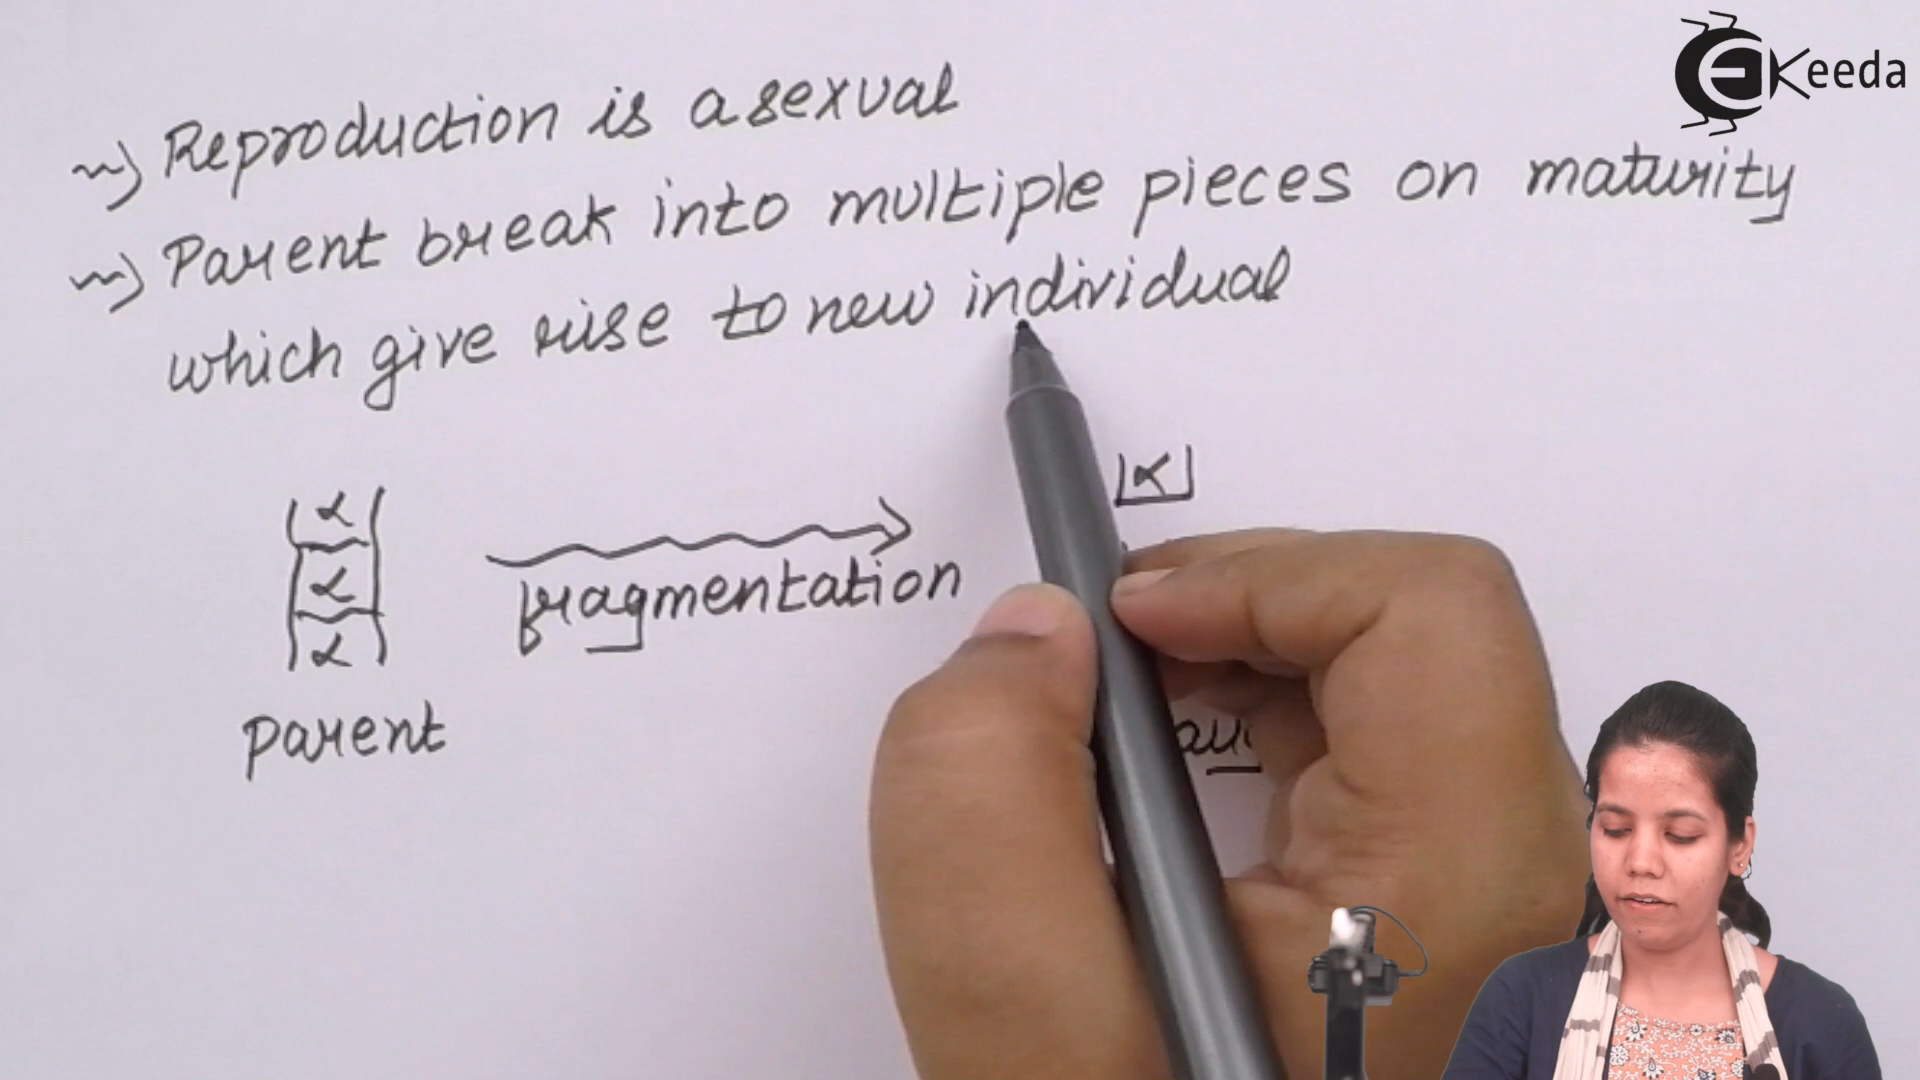 Keeda
~> Reproduction is asexual
~> Parent break into multiple pieces on maturity
which give rise to new individual
α
α
α
fragmentation
α
parent